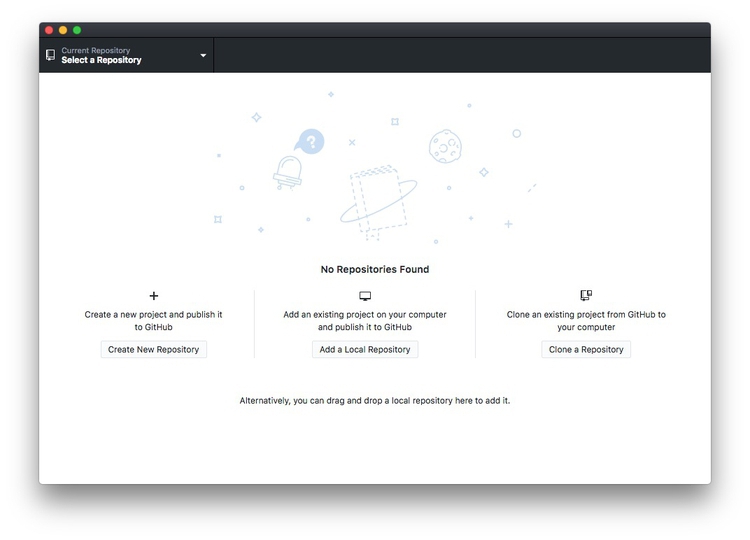 Current Repository
Select a Repository
?
No Repositories Found
Create a new project and publish it
to GitHub
Create New Repository
Add an existing project on your computer
and publish it to GitHub
Add a Local Repository
Clone an existing project from GitHub to
your computer
Clone a Repository
Alternatively, you can drag and drop a local repository here to add it.